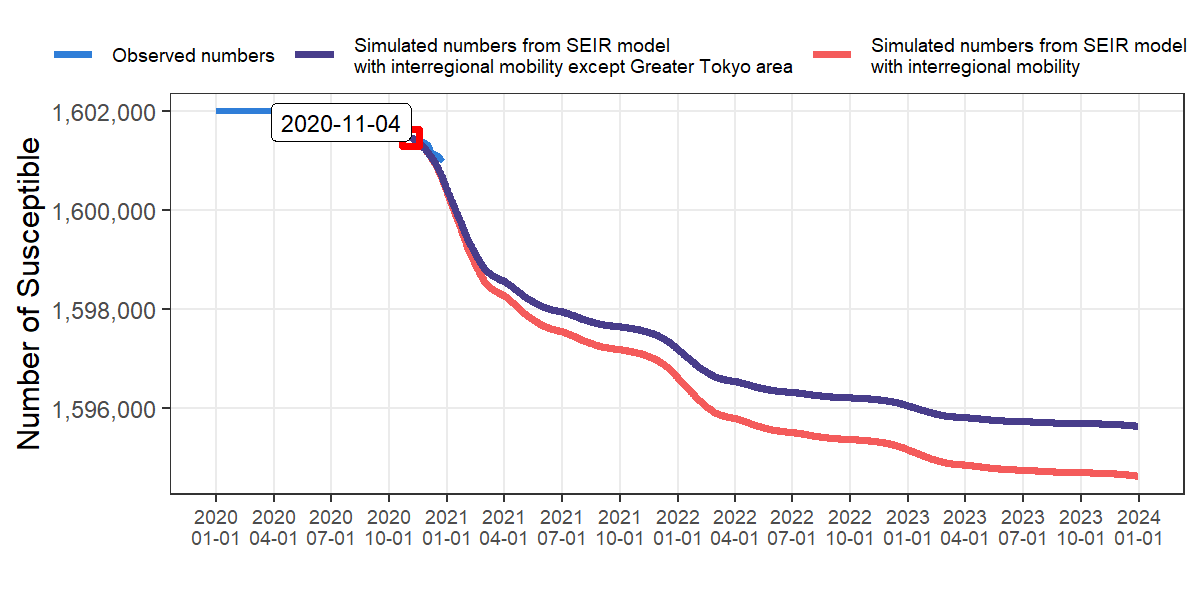 Observed numbers
Simulated numbers from SEIR model
with interregional mobility except Greater Tokyo area
Simulated numbers from SEIR model
with interregional mobility
Number of Susceptible
1,602,000
1,600,000
1,598,000
1,596,000
2020-11-04
2020 2020 2020 2020 2021 2021 2021 2021 2022 2022 2022 2022 2023 2023 2023 2023 2024
01-01 04-01 07-01 10-01 01-01 04-01 07-01 10-01 01-01 04-01 07-01 10-01 01-01 04-01 07-01 10-01 01-01